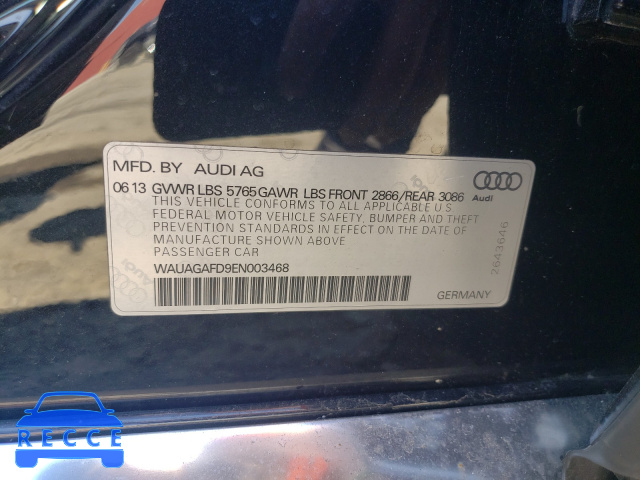 MFD. BY AUDI AG
06 13 GVWR LBS 5765 GAWR LBS FRONT 2866/REAR 3086
THIS VEHICLE CONFORMS TO ALL APPLICABLE U S
FEDERAL MOTOR VEHICLE SAFETY, BUMPER AND THEFT
PREVENTION STANDARDS IN EFFECT ON THE DATE OF
MANUFACTURE SHOWN ABOVE
PASSENGER CAR
WAUAGAFD9EN003468
Audi
2643646
GERMANY
RECCE